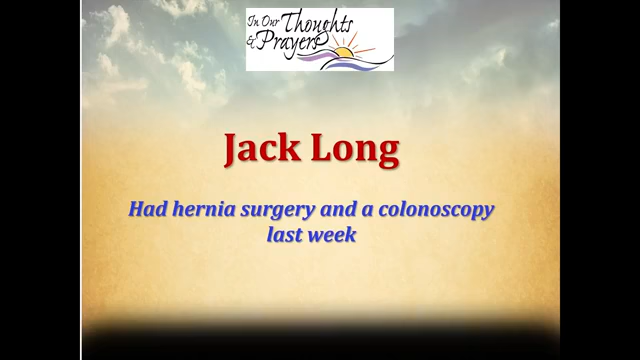 In Our Thoughts
& Prayers
Jack Long
Had hernia surgery and a colonoscopy
last week